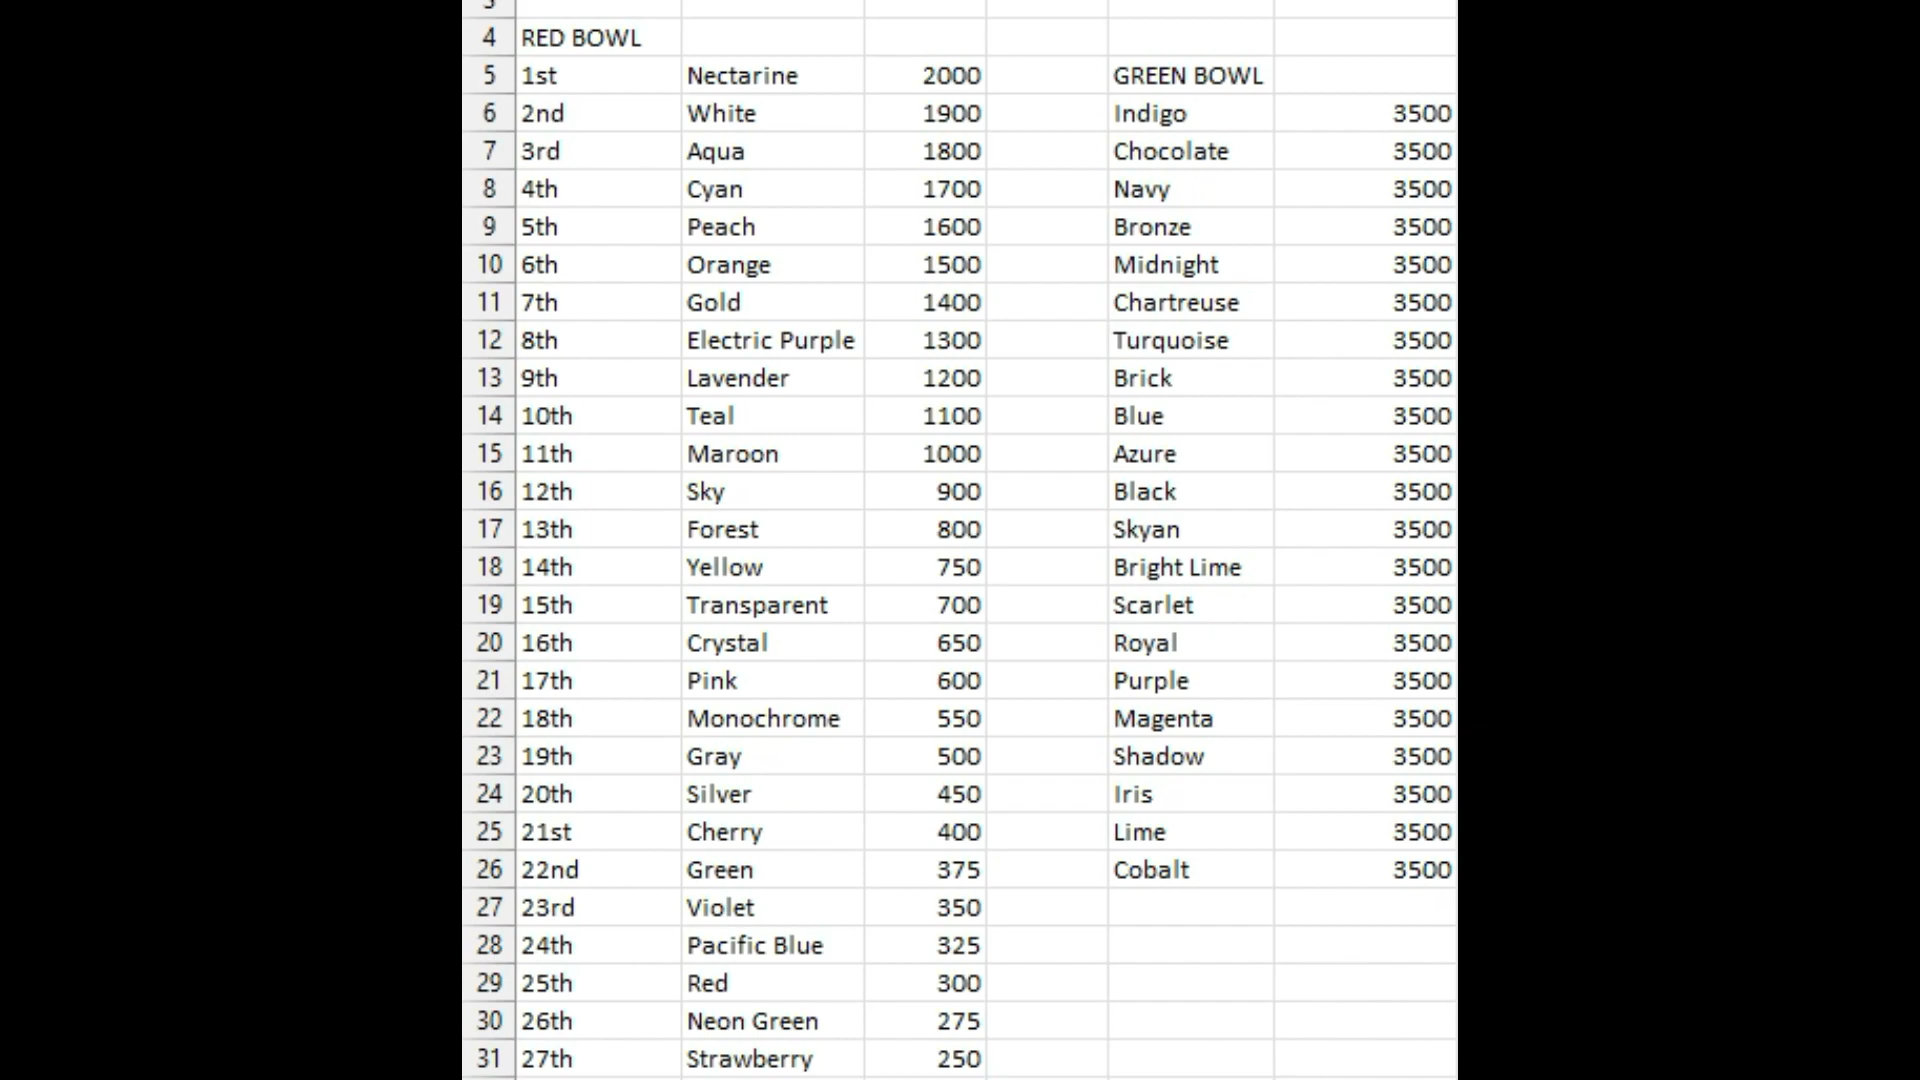 4 RED BOWL
5 1st Nectarine 2000 GREEN BOWL
6 2nd White 1900 Indigo 3500
7 3rd Aqua 1800 Chocolate 3500
8 4th Cyan 1700 Navy 3500
9 5th Peach 1600 Bronze 3500
10 6th Orange 1500 Midnight 3500
11 7th Gold 1400 Chartreuse 3500
12 8th Electric Purple 1300 Turquoise 3500
13 9th Lavender 1200 Brick 3500
14 10th Teal 1100 Blue 3500
15 11th Maroon 1000 Azure 3500
16 12th Sky 900 Black 3500
17 13th Forest 800 Skyan 3500
18 14th Yellow 750 Bright Lime 3500
19 15th Transparent 700 Scarlet 3500
20 16th Crystal 650 Royal 3500
21 17th Pink 600 Purple 3500
22 18th Monochrome 550 Magenta 3500
23 19th Gray 500 Shadow 3500
24 20th Silver 450 Iris 3500
25 21st Cherry 400 Lime 3500
26 22nd Green 375 Cobalt 3500
27 23rd Violet 350
28 24th Pacific Blue 325
29 25th Red 300
30 26th Neon Green 275
31 27th Strawberry 250